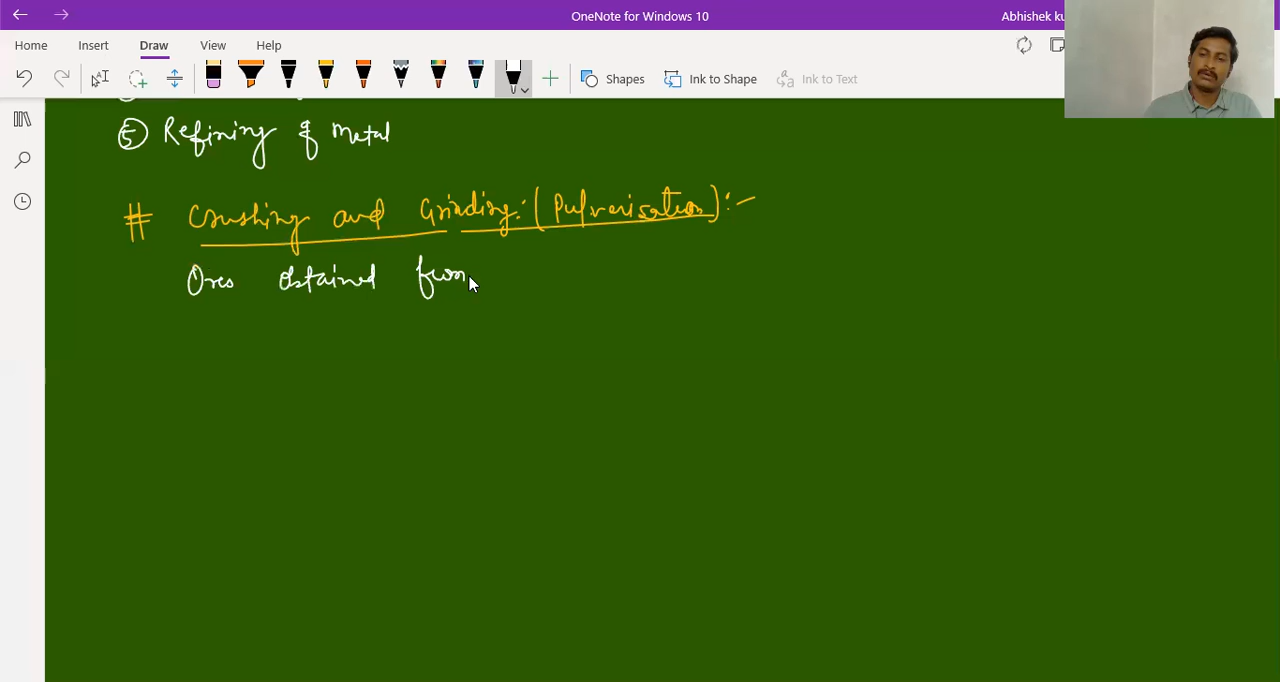 OneNote for Windows 10
Abhishek ku
Home Insert Draw View Help
Shapes Ink to Shape Ink to Text
⑤ Refining of Metal
# Crushing and Grinding:(Pulverisation):-
Ores obtained from